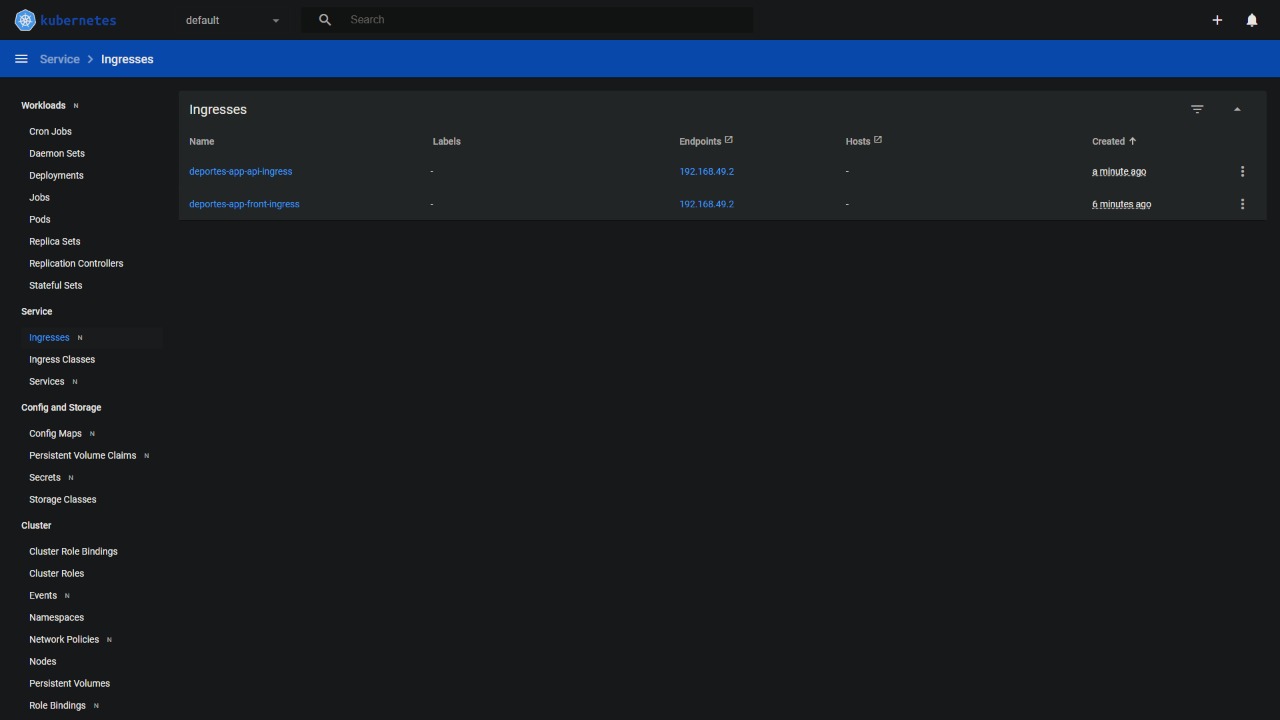 kubernetes
default
Search
Service > Ingresses
Workloads N
Cron Jobs
Daemon Sets
Deployments
Jobs
Pods
Replica Sets
Replication Controllers
Stateful Sets
Service
Ingresses N
Ingress Classes
Services N
Config and Storage
Config Maps N
Persistent Volume Claims N
Secrets N
Storage Classes
Cluster
Cluster Role Bindings
Cluster Roles
Events N
Namespaces
Network Policies N
Nodes
Persistent Volumes
Role Bindings N
Ingresses
Name Labels Endpoints Hosts Created
deportes-app-api-ingress - 192.168.49.2 - a minute ago
deportes-app-front-ingress - 192.168.49.2 - 6 minutes ago